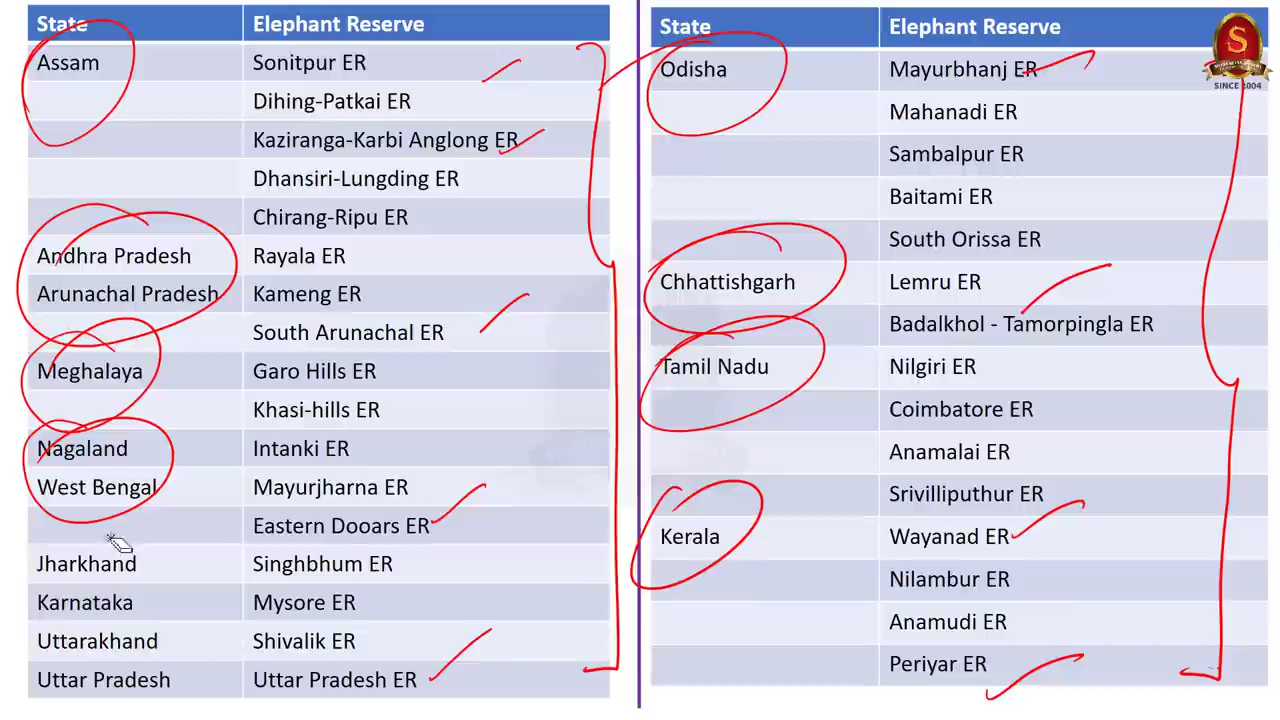 State Elephant Reserve
Assam Sonitpur ER
Dihing-Patkai ER
Kaziranga-Karbi Anglong ER
Dhansiri-Lungding ER
Chirang-Ripu ER
Andhra Pradesh Rayala ER
Arunachal Pradesh Kameng ER
South Arunachal ER
Meghalaya Garo Hills ER
Khasi-hills ER
Nagaland Intanki ER
West Bengal Mayurjharna ER
Eastern Dooars ER
Jharkhand Singhbhum ER
Karnataka Mysore ER
Uttarakhand Shivalik ER
Uttar Pradesh Uttar Pradesh ER
State Elephant Reserve
Odisha Mayurbhanj ER
Mahanadi ER
Sambalpur ER
Baitami ER
South Orissa ER
Chhattishgarh Lemru ER
Badalkhol - Tamorpingla ER
Tamil Nadu Nilgiri ER
Coimbatore ER
Anamalai ER
Srivilliputhur ER
Kerala Wayanad ER
Nilambur ER
Anamudi ER
Periyar ER
S
SINCE 2004